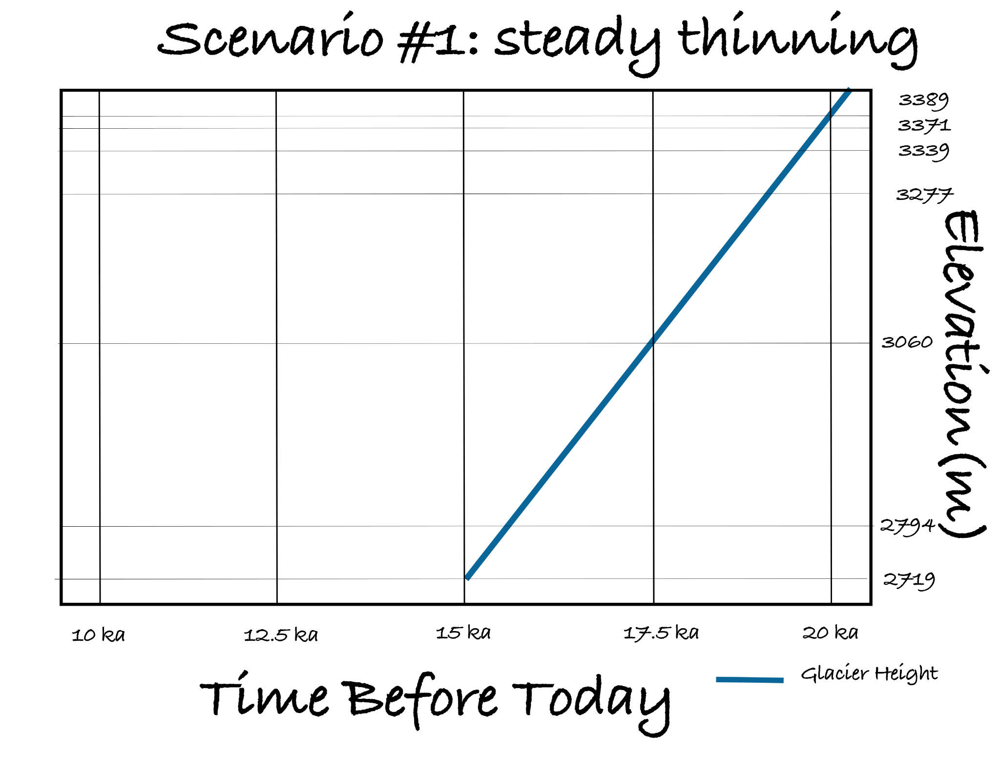 Scenario #1: steady thinning
3389
3371
3339
3277
3060
2794
2719
Elevation (m)
10 ka
12.5 ka
15 ka
17.5 ka
20 ka
Time Before Today
Glacier Height